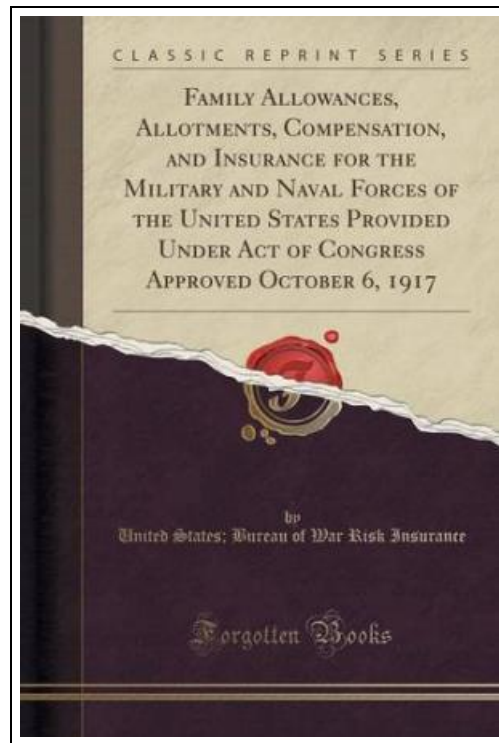 CLASSIC REPRINT SERIES
FAMILY ALLOWANCES,
ALLOTMENTS, COMPENSATION,
AND INSURANCE FOR THE
MILITARY AND NAVAL FORCES OF
THE UNITED STATES PROVIDED
UNDER ACT OF CONGRESS
APPROVED OCTOBER 6, 1917
by
United States; Bureau of War Risk Insurance
Forgotten Books